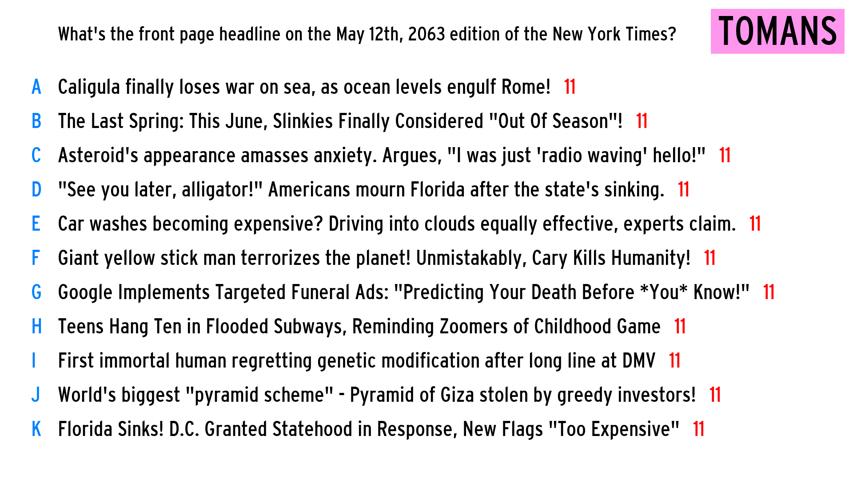 What's the front page headline on the May 12th, 2063 edition of the New York Times?
TOMANS
A Caligula finally loses war on sea, as ocean levels engulf Rome! 11
B The Last Spring: This June, Slinkies Finally Considered "Out Of Season"! 11
C Asteroid's appearance amasses anxiety. Argues, "I was just 'radio waving' hello!" 11
D "See you later, alligator!" Americans mourn Florida after the state's sinking. 11
E Car washes becoming expensive? Driving into clouds equally effective, experts claim. 11
F Giant yellow stick man terrorizes the planet! Unmistakably, Cary Kills Humanity! 11
G Google Implements Targeted Funeral Ads: "Predicting Your Death Before *You* Know!" 11
H Teens Hang Ten in Flooded Subways, Reminding Zoomers of Childhood Game 11
I First immortal human regretting genetic modification after long line at DMV 11
J World's biggest "pyramid scheme" - Pyramid of Giza stolen by greedy investors! 11
K Florida Sinks! D.C. Granted Statehood in Response, New Flags "Too Expensive" 11